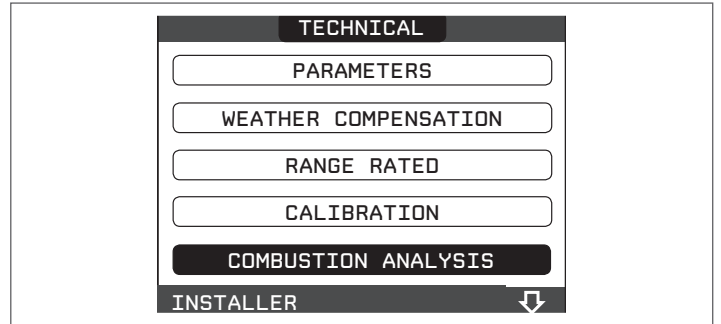 TECHNICAL
PARAMETERS
WEATHER COMPENSATION
RANGE RATED
CALIBRATION
COMBUSTION ANALYSIS
INSTALLER